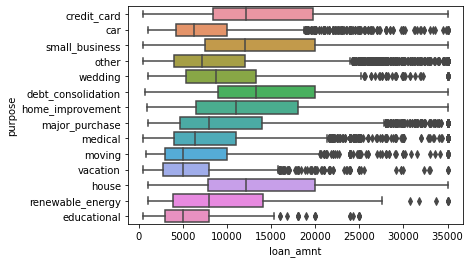 purpose
credit_card
car
small_business
other
wedding
debt_consolidation
home_improvement
major_purchase
medical
moving
vacation
house
renewable_energy
educational
0 5000 10000 15000 20000 25000 30000 35000
loan_amnt